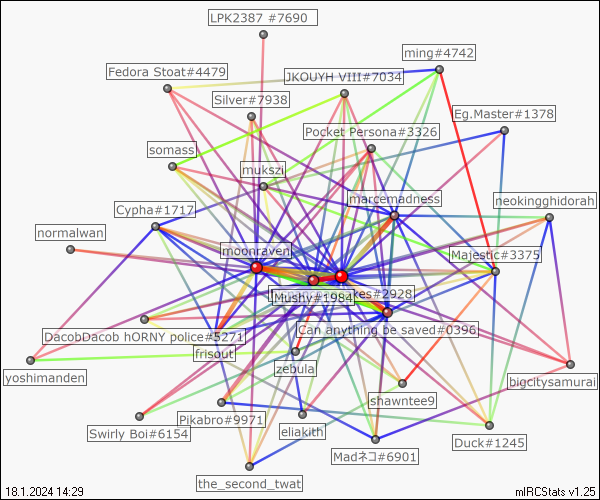 LPK2387 #7690
ming#4742
Fedora Stoat#4479
JKOUYH VIII#7034
Silver#7938
Eg.Master#1378
Pocket Persona#3326
somass
mukszi
marcemadness
neokingghidorah
Cypha#1717
normalwan
moonraven
Majestic#3375
kes#2928
Mushy#1984
Can anything be saved#0396
DacobDacob hORNY police#5271
frisout
zebula
yoshimanden
bigcitysamurai
shawntee9
Pikabro#9971
Swirly Boi#6154
eliakith
Duck#1245
Madネコ#6901
the_second_twat
18.1.2024 14:29
mIRCStats v1.25